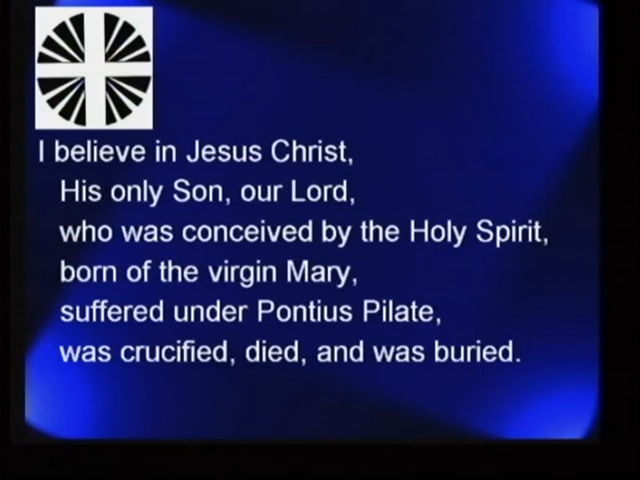 I believe in Jesus Christ,
His only Son, our Lord,
who was conceived by the Holy Spirit,
born of the virgin Mary,
suffered under Pontius Pilate,
was crucified, died, and was buried.